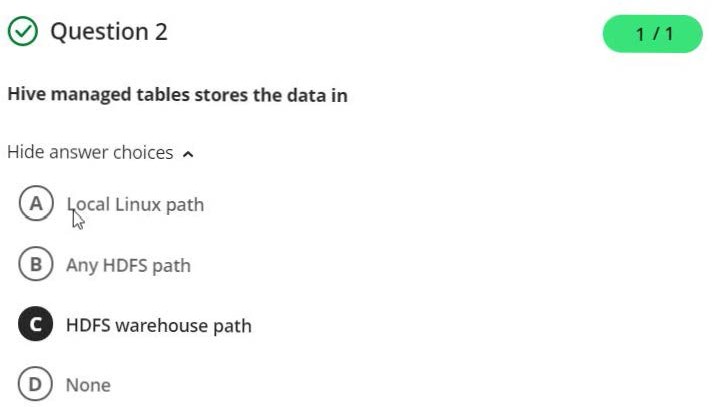 Question 2
1 / 1
Hive managed tables stores the data in
Hide answer choices
A Local Linux path
B Any HDFS path
C HDFS warehouse path
D None